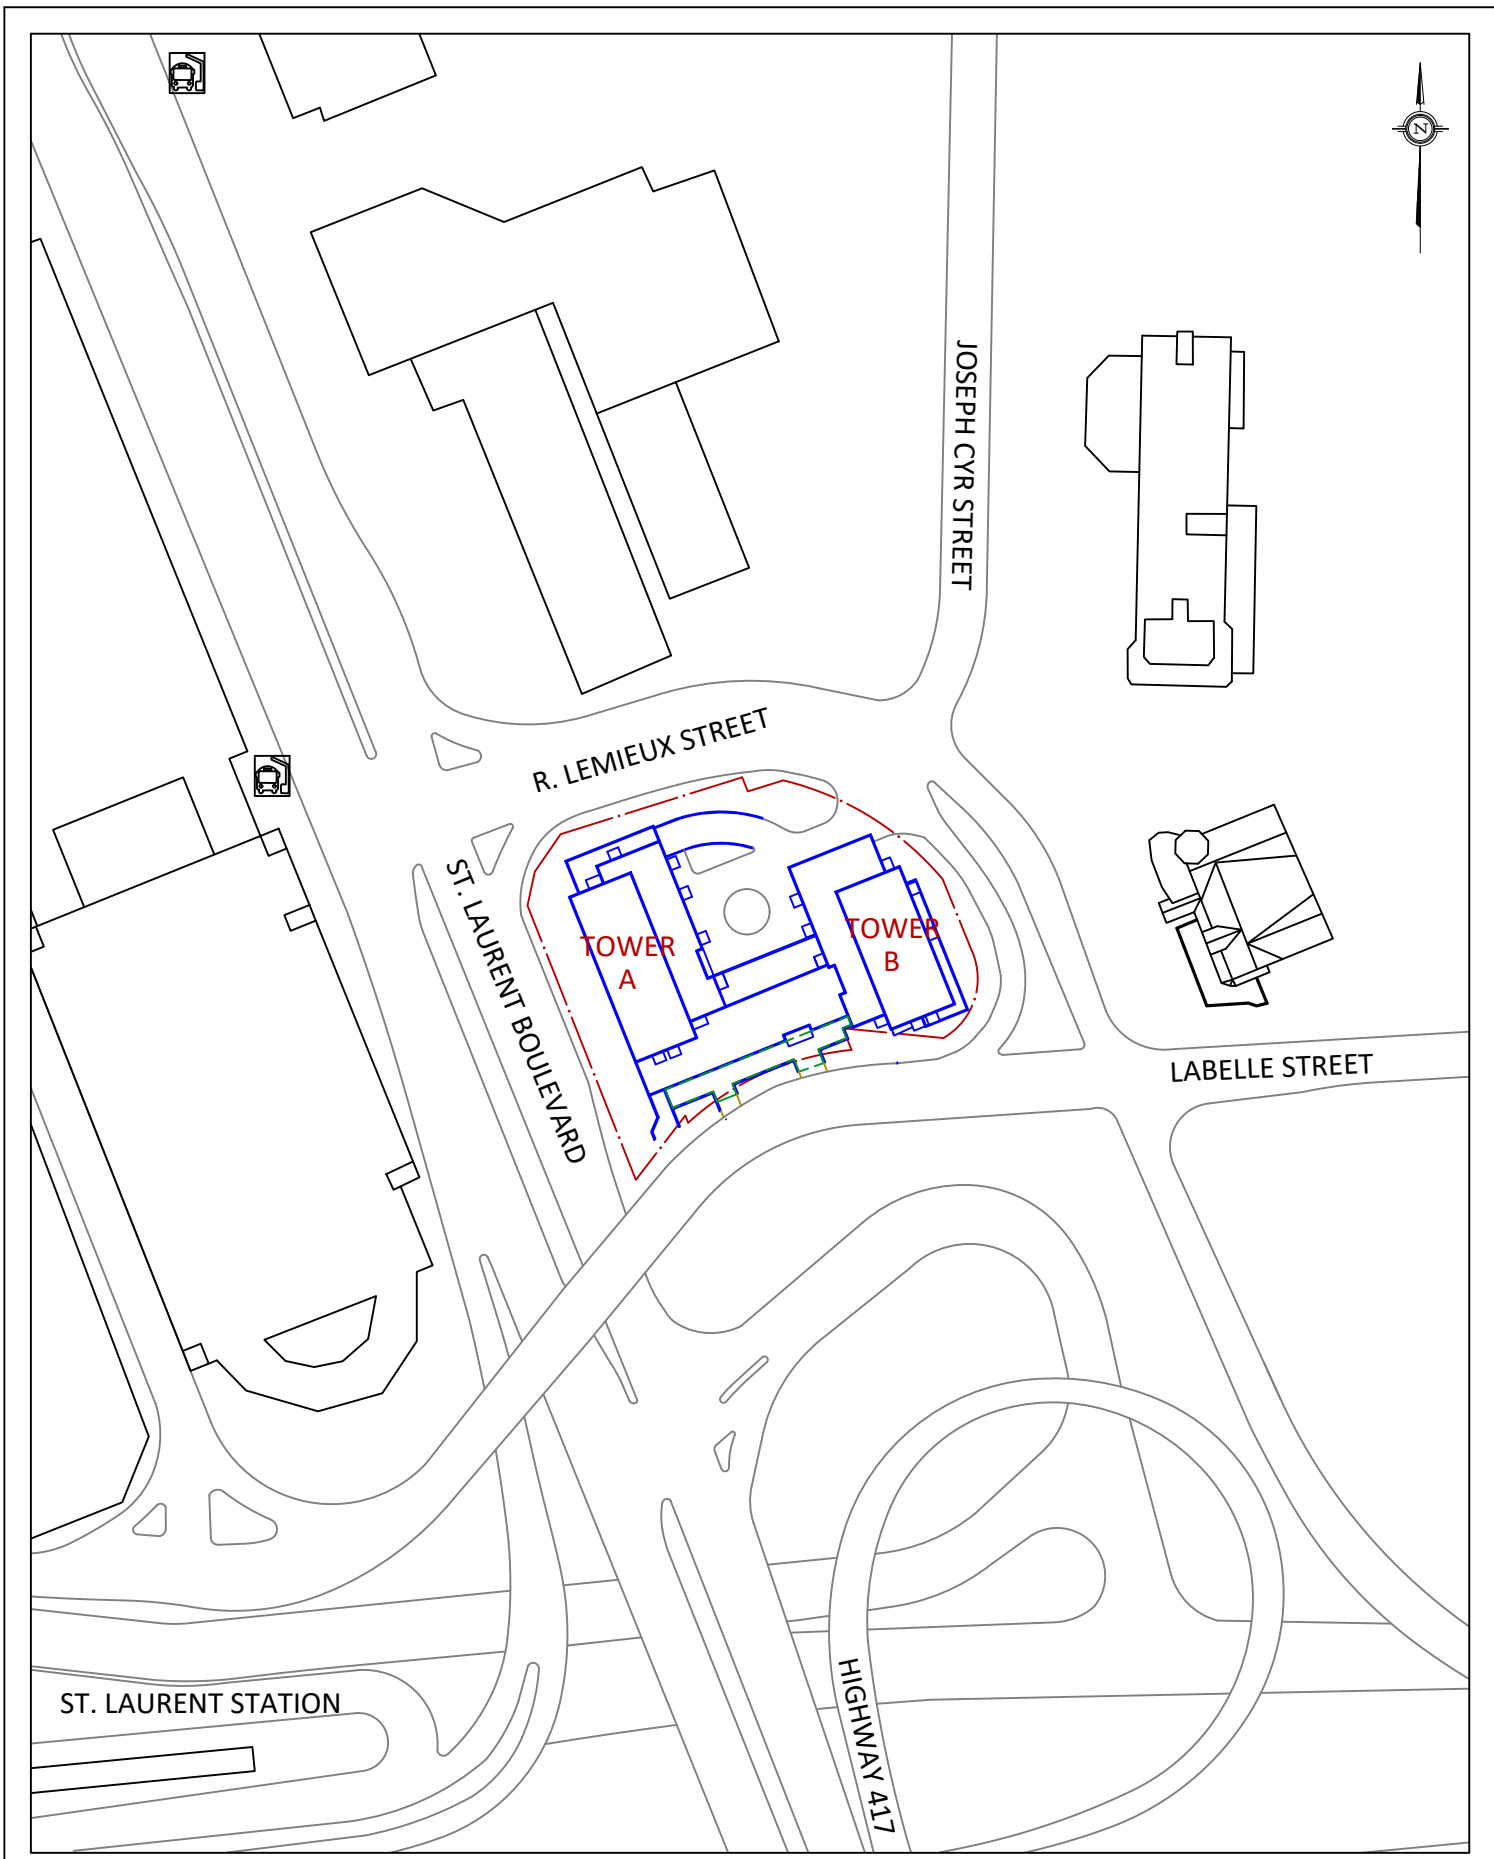 N
JOSEPH CYR STREET
R. LEMIEUX STREET
ST. LAURENT BOULEVARD
TOWER
A
TOWER
B
LABELLE STREET
ST. LAURENT STATION
HIGHWAY 417